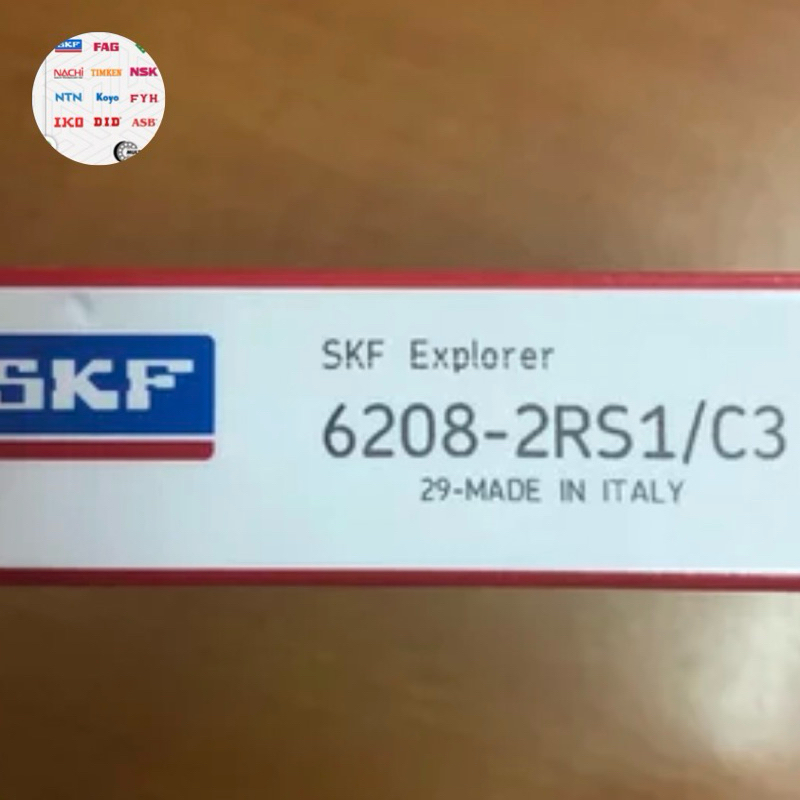 SKF FAG
NACHI TIMKEN NSK
NTN Koyo FYH
IKO DID ASB
SKF
SKF Explorer
6208-2RS1/C3
29-MADE IN ITALY